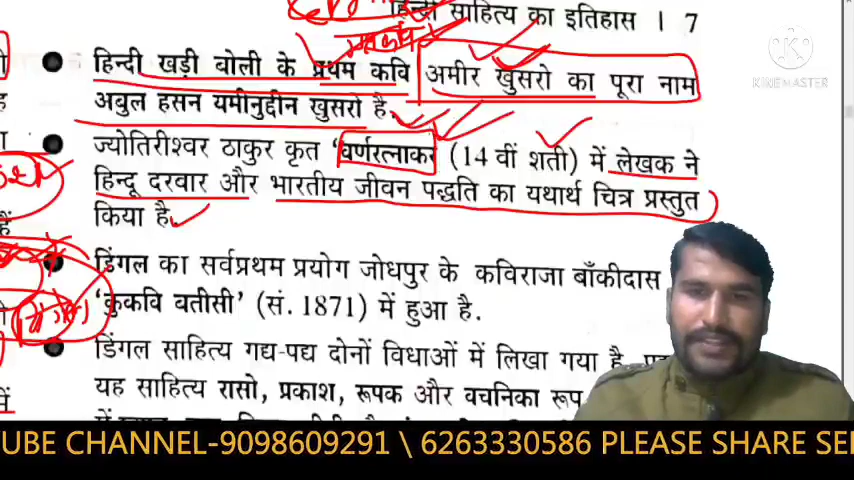 हिन्दी साहित्य का इतिहास । 7
KINEMASTER
हिन्दी खड़ी बोली के प्रथम कवि अमीर खुसरो का पूरा नाम
अबुल हसन यमीनुद्दीन खुसरो है.
ज्योतिरीश्वर ठाकुर कृत 'वर्णरत्नाकर (14 वीं शती) में लेखक ने
हिन्दू दरबार और भारतीय जीवन पद्धति का यथार्थ चित्र प्रस्तुत
किया है
डिंगल का सर्वप्रथम प्रयोग जोधपुर के कविराजा बाँकीदास
'कुकवि बतीसी' (सं. 1871) में हुआ है.
डिंगल साहित्य गद्य-पद्य दोनों विधाओं में लिखा गया है
यह साहित्य रासो, प्रकाश, रूपक और वचनिका रूप
UBE CHANNEL-9098609291 \ 6263330586 PLEASE SHARE SE